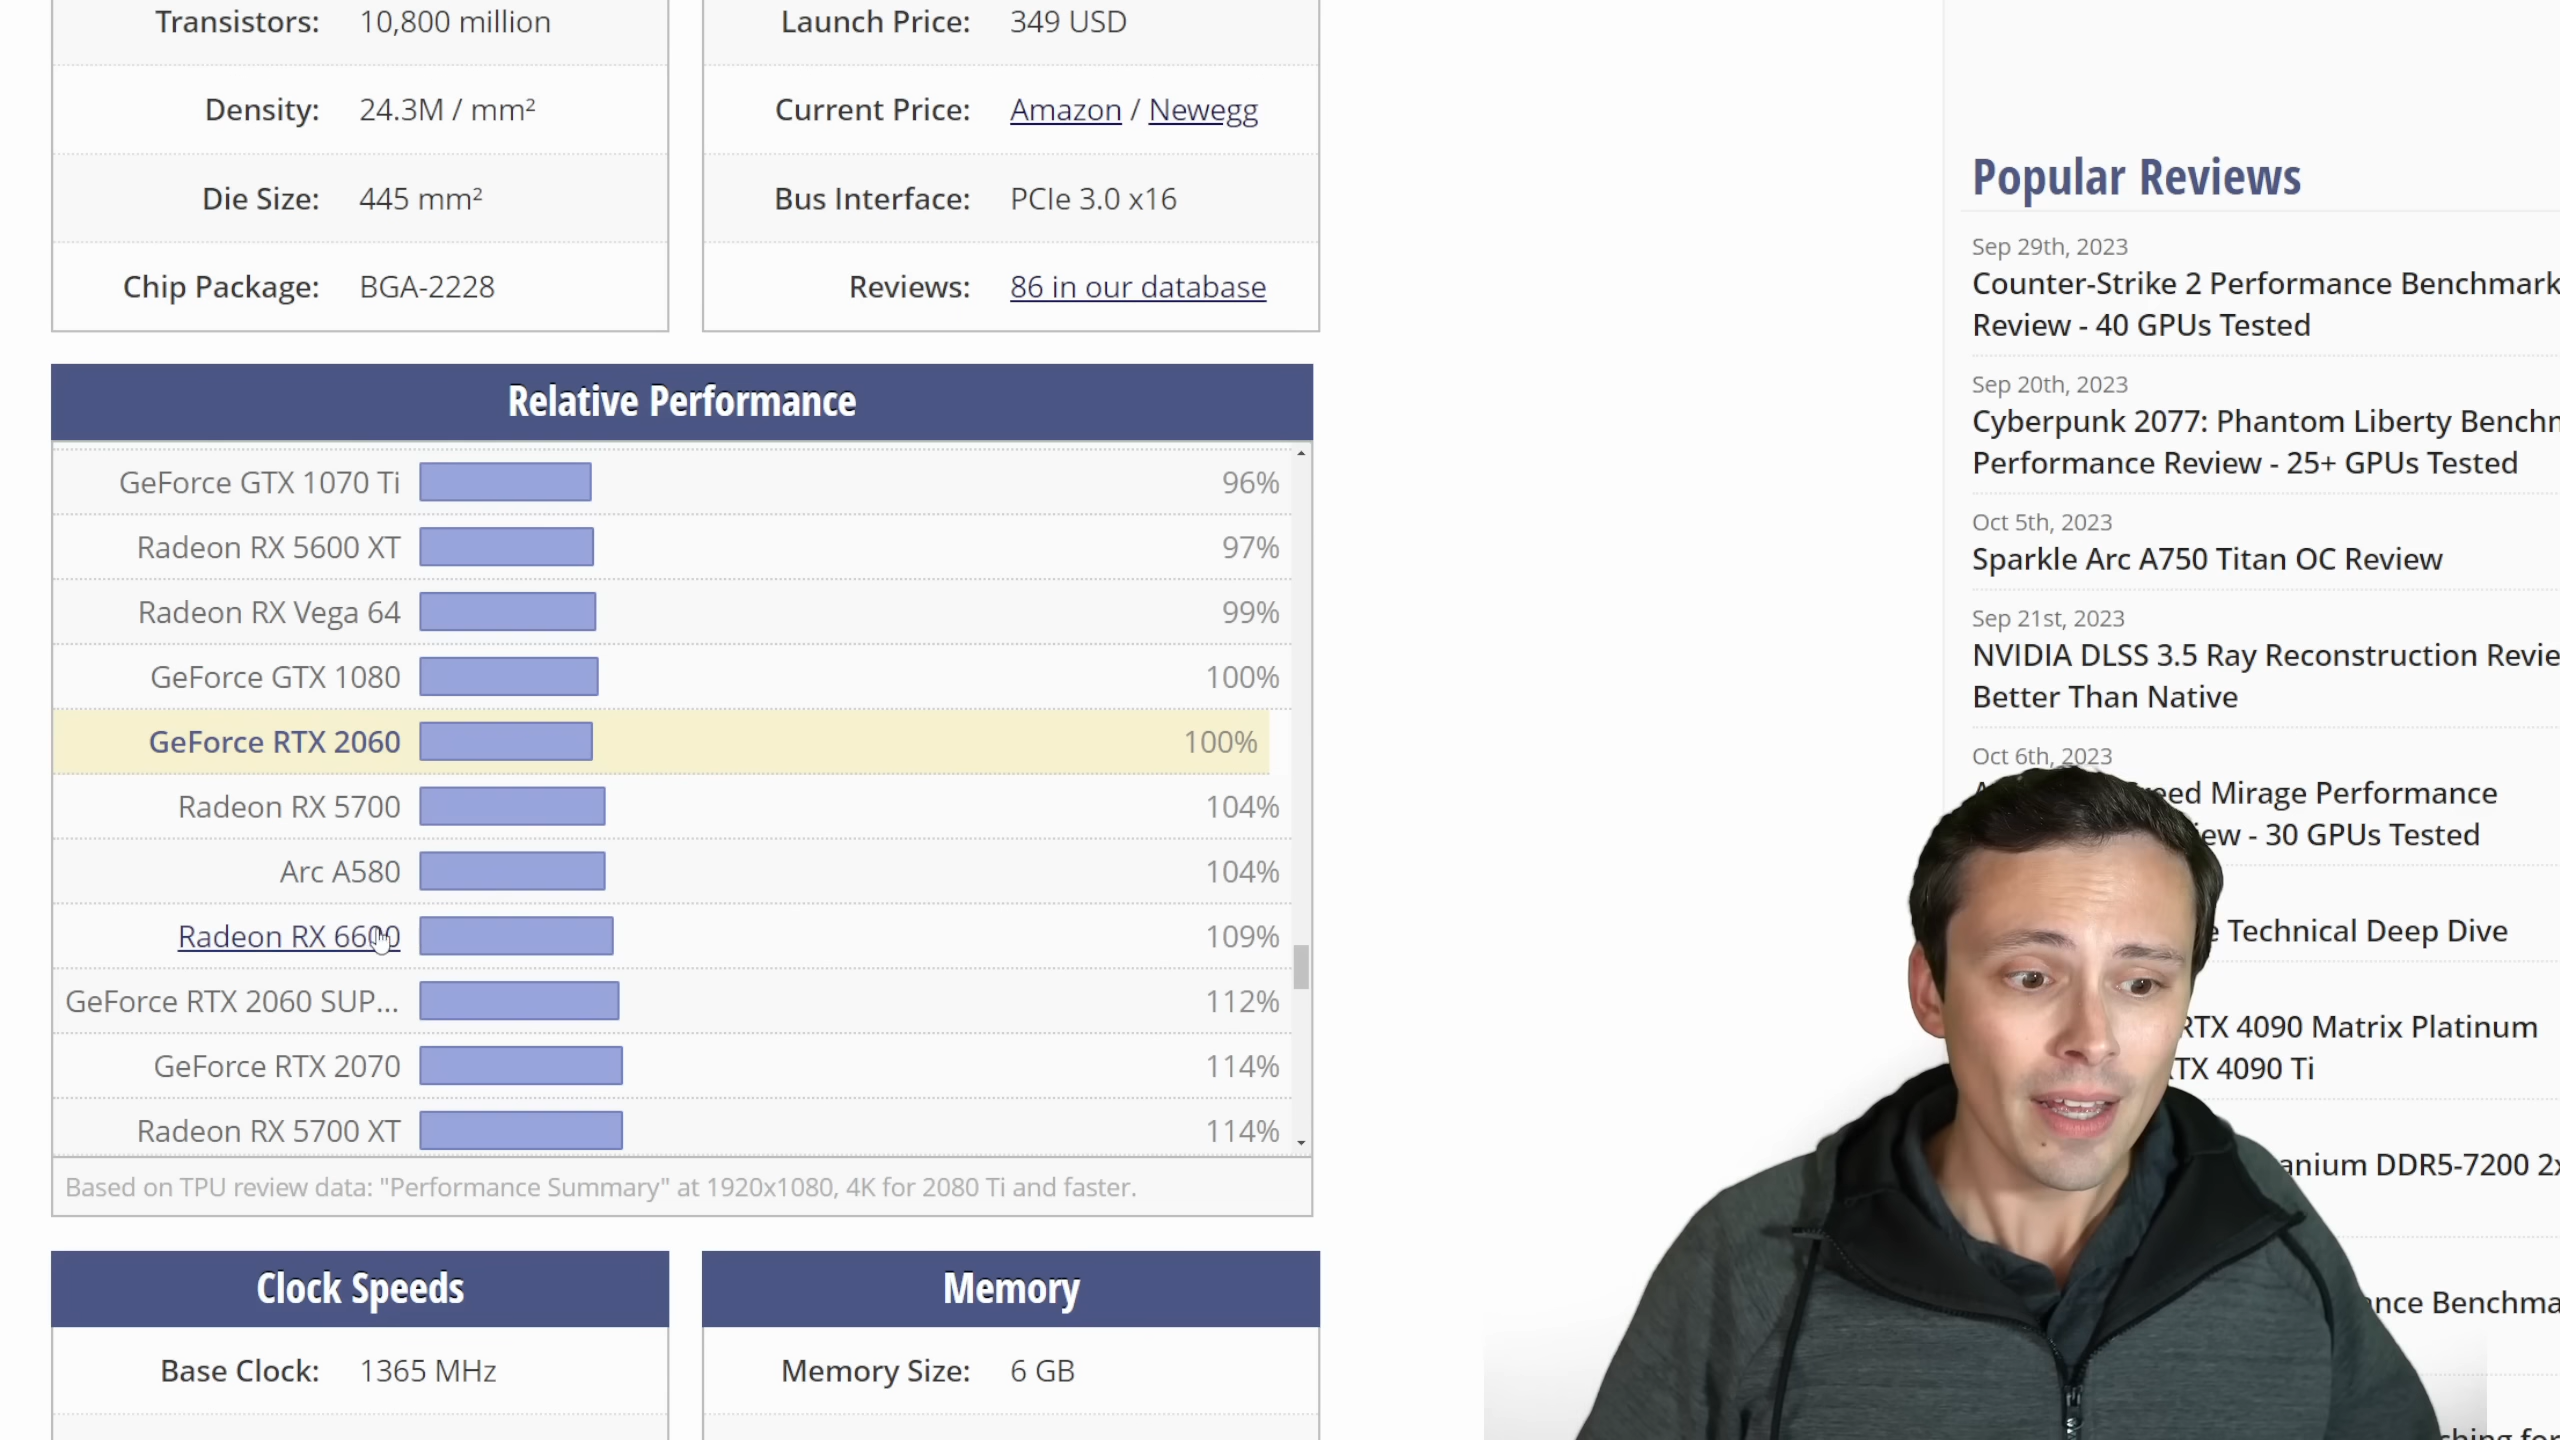 Transistors: 10,800 million
Density: 24.3M / mm²
Die Size: 445 mm²
Chip Package: BGA-2228
Launch Price: 349 USD
Current Price: Amazon / Newegg
Bus Interface: PCIe 3.0 x16
Reviews: 86 in our database
Relative Performance
GeForce GTX 1070 Ti 96%
Radeon RX 5600 XT 97%
Radeon RX Vega 64 99%
GeForce GTX 1080 100%
GeForce RTX 2060 100%
Radeon RX 5700 104%
Arc A580 104%
Radeon RX 6600 109%
GeForce RTX 2060 SUP... 112%
GeForce RTX 2070 114%
Radeon RX 5700 XT 114%
Based on TPU review data: "Performance Summary" at 1920x1080, 4K for 2080 Ti and faster.
Clock Speeds
Base Clock: 1365 MHz
Memory
Memory Size: 6 GB
Popular Reviews
Sep 29th, 2023
Counter-Strike 2 Performance Benchmark
Review - 40 GPUs Tested
Sep 20th, 2023
Cyberpunk 2077: Phantom Liberty
Performance Review - 25+ GPUs Tested
Oct 5th, 2023
Sparkle Arc A750 Titan OC Review
Sep 21st, 2023
NVIDIA DLSS 3.5 Ray Reconstruction
Better Than Native
Oct 6th, 2023
Mirage Performance
- 30 GPUs Tested
Technical Deep Dive
RTX 4090 Matrix Platinum
4090 Ti
DDR5-7200